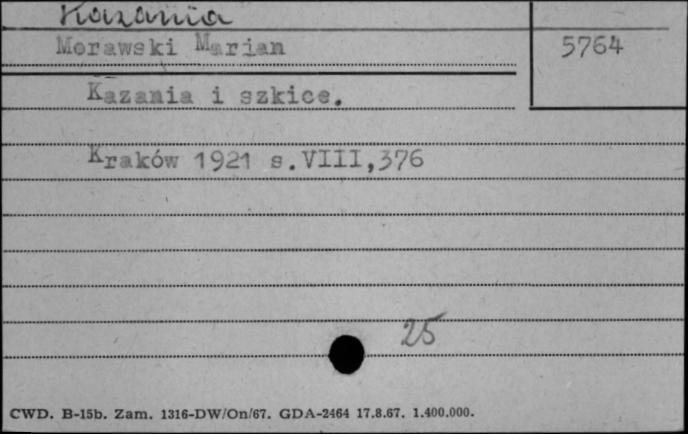 Kazania
Morawski Marian
5764
Kazania i szkice.
Kraków 1921 s.VIII,376
25
CWD. B-15b. Zam. 1316-DW/On/67. GDA-2464 17.8.67. 1.400.000.